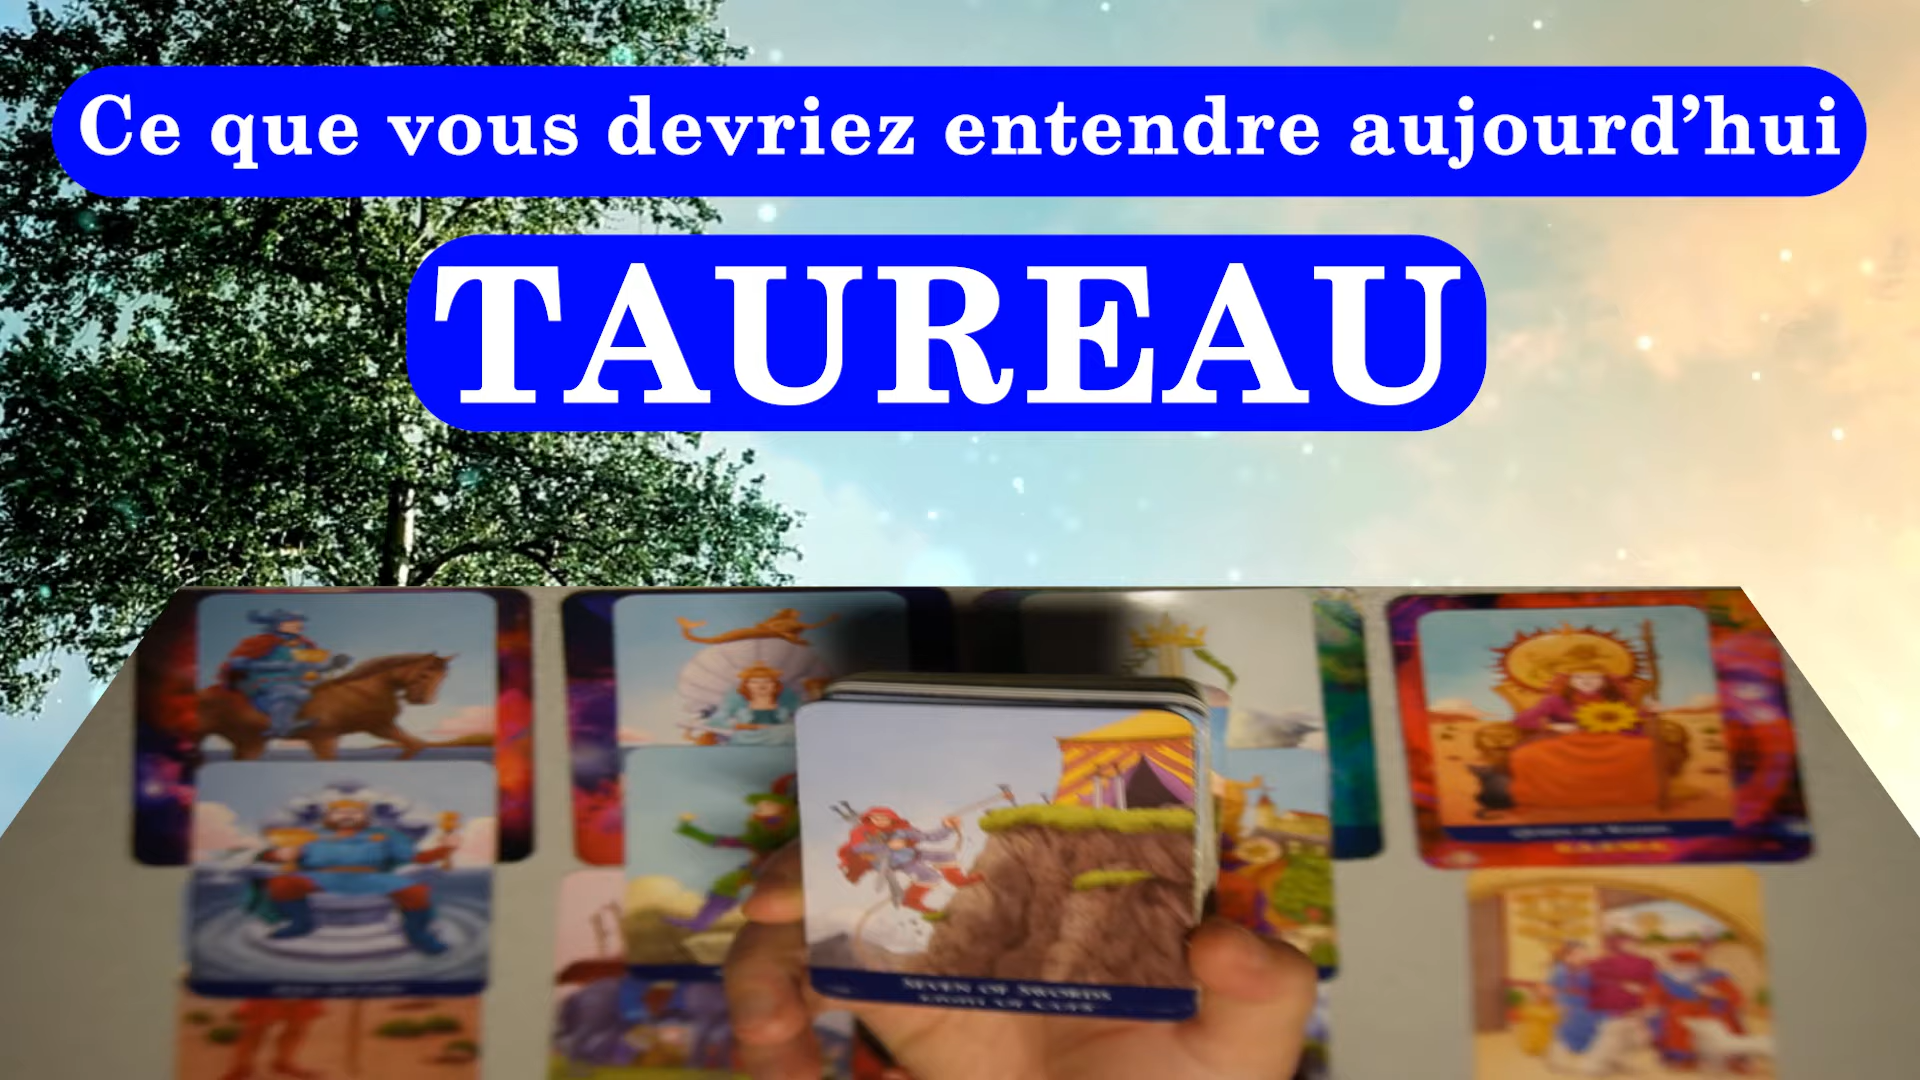 Ce que vous devriez entendre aujourd’hui
TAUREAU
SEVEN OF SWORDS